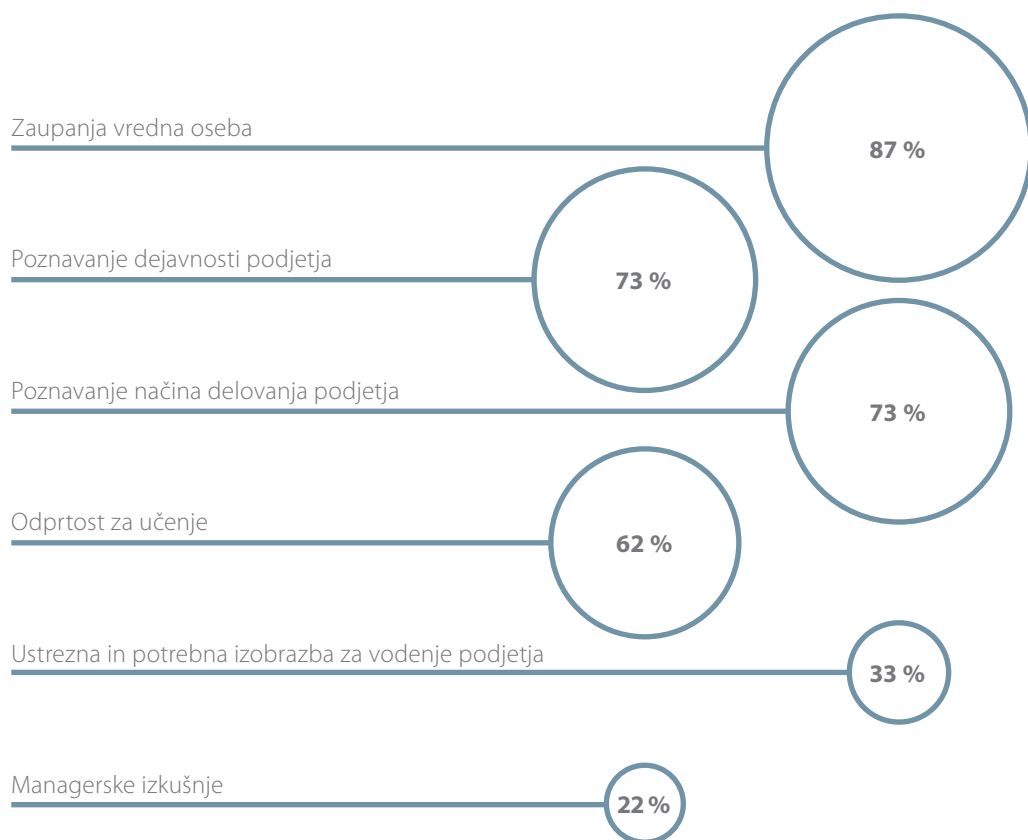 Zaupanja vredna oseba
87 %
Poznavanje dejavnosti podjetja
73 %
Poznavanje načina delovanja podjetja
73 %
Odprtost za učenje
62 %
Ustrezna in potrebna izobrazba za vodenje podjetja
33 %
Managerske izkušnje
22 %